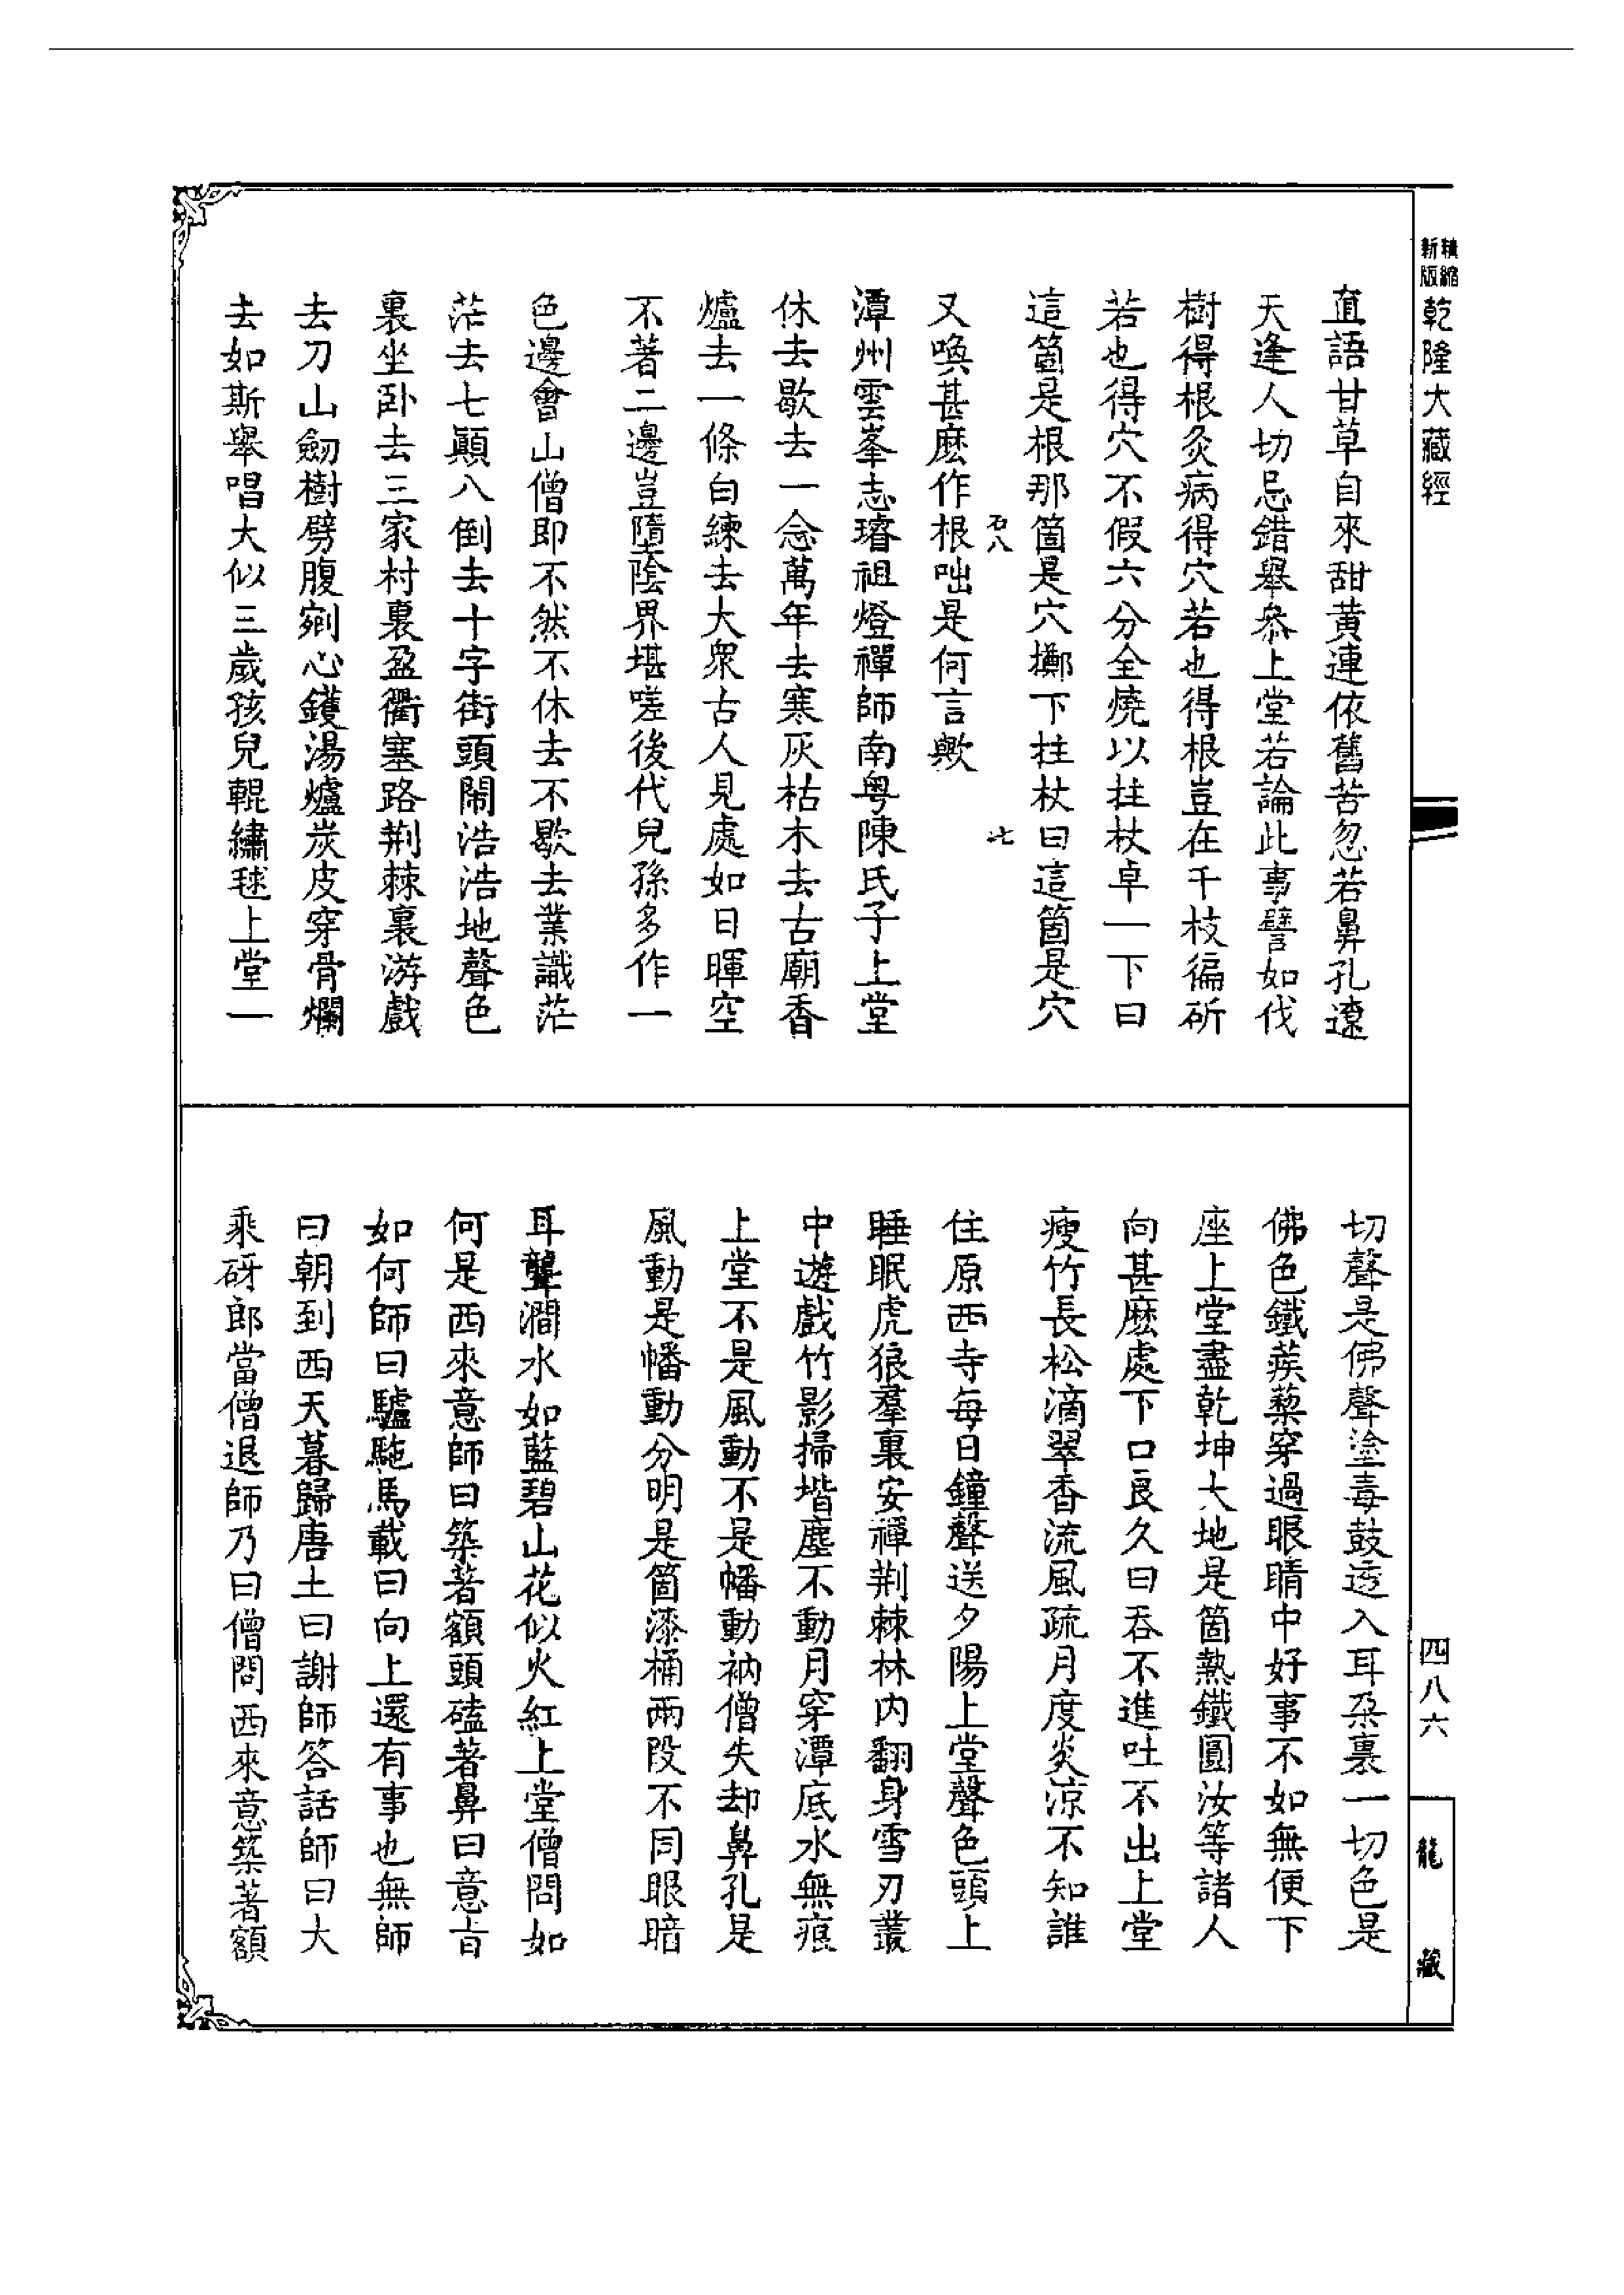 新版 精縮
乾隆大藏經
直語甘草自來甜黃連依舊苦忽若鼻孔遼
天逢人切忌錯舉叅上堂若論此事譬如伐
樹得根灸病得穴若也得根豈在千枝徧斫
若也得穴不假六分全燒以拄杖卓一下曰
這箇是根那箇是穴擲下拄杖曰這箇是穴
石八 七
又喚甚麽作根咄是何言歟
潭州雲峯志璿祖燈禪師南粤陳氏子上堂
休去歇去一念萬年去寒灰枯木去古廟香
爐去一條白練去大衆古人見處如日暉空
不著二邊豈墮陰界堪嗟後代兒孫多作一
色邊會山僧即不然不休去不歇去業識茫
茫去七顛八倒去十字街頭鬧浩浩地聲色
裏坐卧去三家村裏盈衢塞路荆棘裏游戲
去刀山劒樹劈腹剜心鑊湯爐炭皮穿骨爛
去如斯舉唱大似三歲孩兒輥繡毬上堂一
切聲是佛聲塗毒鼓透入耳朶裏一切色是
佛色鐵蒺藜穿過眼睛中好事不如無便下
座上堂盡乾坤大地是箇熱鐵圓汝等諸人
向甚麽處下口良久曰吞不進吐不出上堂
瘦竹長松滴翠香流風疏月度炎涼不知誰
住原西寺每日鐘聲送夕陽上堂聲色頭上
睡眠虎狼羣裏安禪荆棘林内翻身雪刃叢
中遊戲竹影掃堦塵不動月穿潭底水無痕
上堂不是風動不是幡動衲僧失却鼻孔是
風動是幡動分明是箇漆桶兩段不同眼暗
耳聾澗水如藍碧山花似火紅上堂僧問如
何是西來意師曰築著額頭磕著鼻曰意旨
如何師曰驢駞馬載曰向上還有事也無師
曰朝到西天暮歸唐土曰謝師答話師曰大
乘砑郎當僧退師乃曰僧問西來意築著額
四八六
龍藏